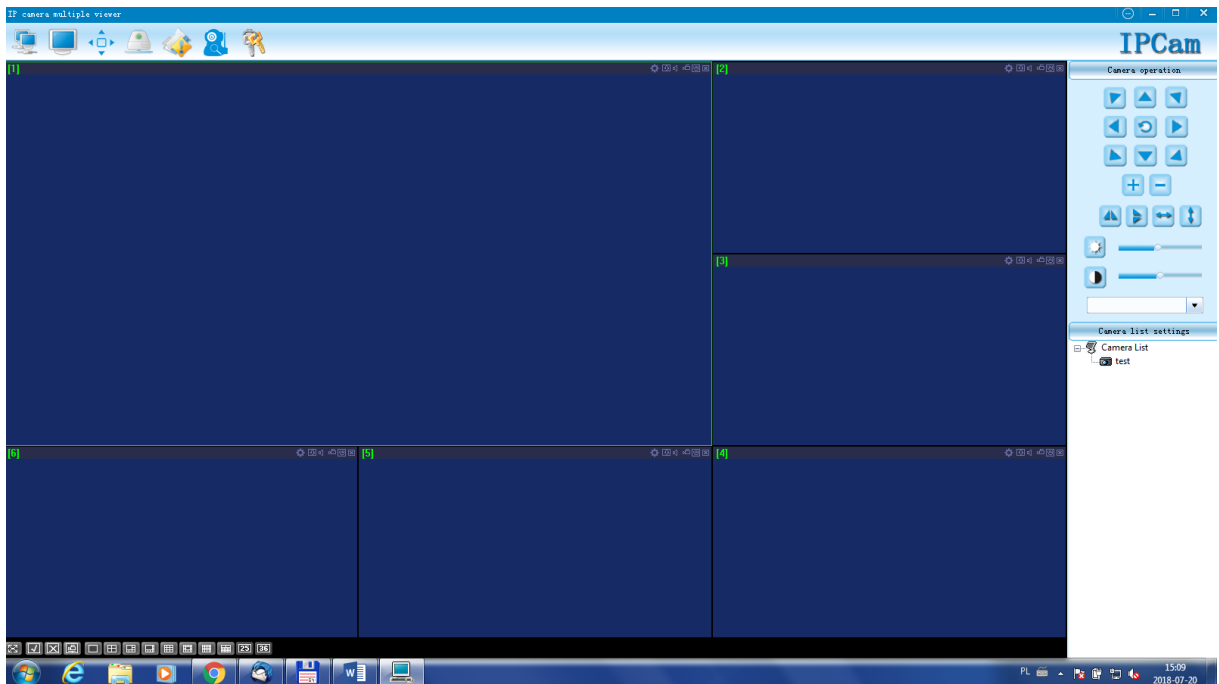 IP camera multiple viewer
IPCam
[1]
[2]
Camera operation
[3]
Camera list settings
Camera List
test
[6]
[5]
[4]
25
36
PL
15:09
2018-07-20